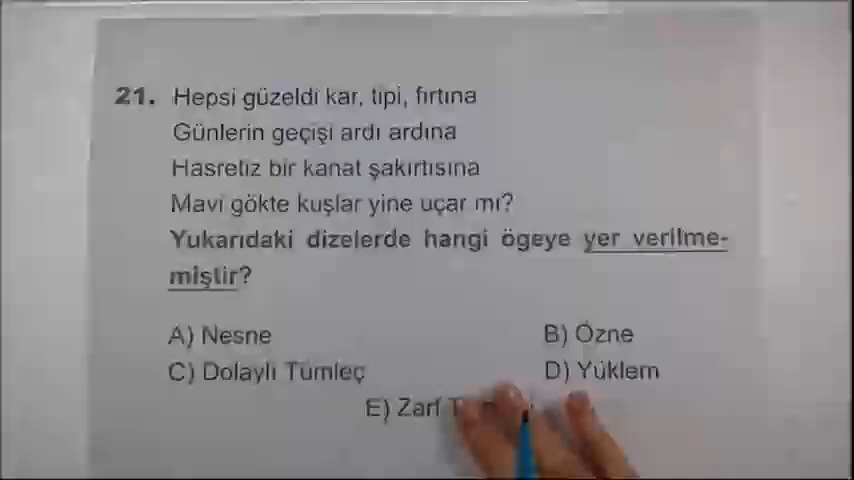 21. Hepsi güzeldi kar, tipi, fırtına
Günlerin geçişi ardı ardına
Hasretiz bir kanat şakırtısına
Mavi gökte kuşlar yine uçar mı?
Yukarıdaki dizelerde hangi ögeye yer verilme-
miştir?
A) Nesne
B) Özne
C) Dolaylı Tümleç
D) Yüklem
E) Zarf